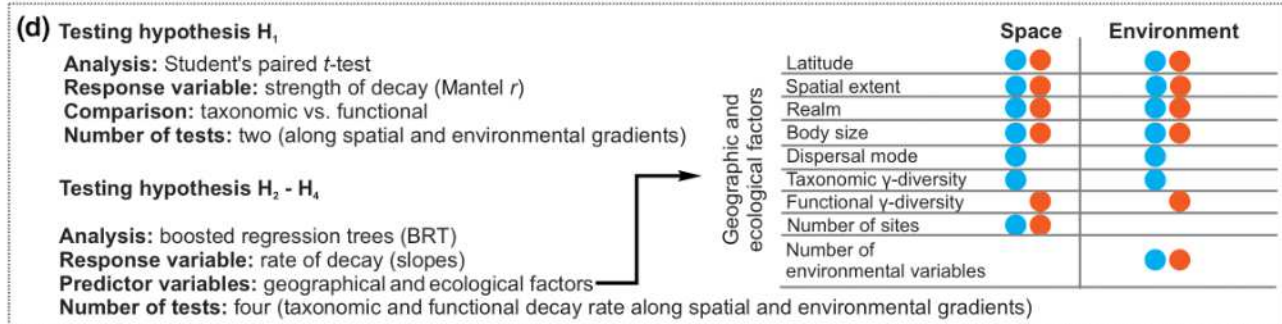 (d) Testing hypothesis H₁
Analysis: Student's paired t-test
Response variable: strength of decay (Mantel r)
Comparison: taxonomic vs. functional
Number of tests: two (along spatial and environmental gradients)
Testing hypothesis H₂ - H₄
Analysis: boosted regression trees (BRT)
Response variable: rate of decay (slopes)
Predictor variables: geographical and ecological factors
Number of tests: four (taxonomic and functional decay rate along spatial and environmental gradients)
Geographic and
ecological factors
Space Environment
Latitude
Spatial extent
Realm
Body size
Dispersal mode
Taxonomic γ-diversity
Functional γ-diversity
Number of sites
Number of
environmental variables